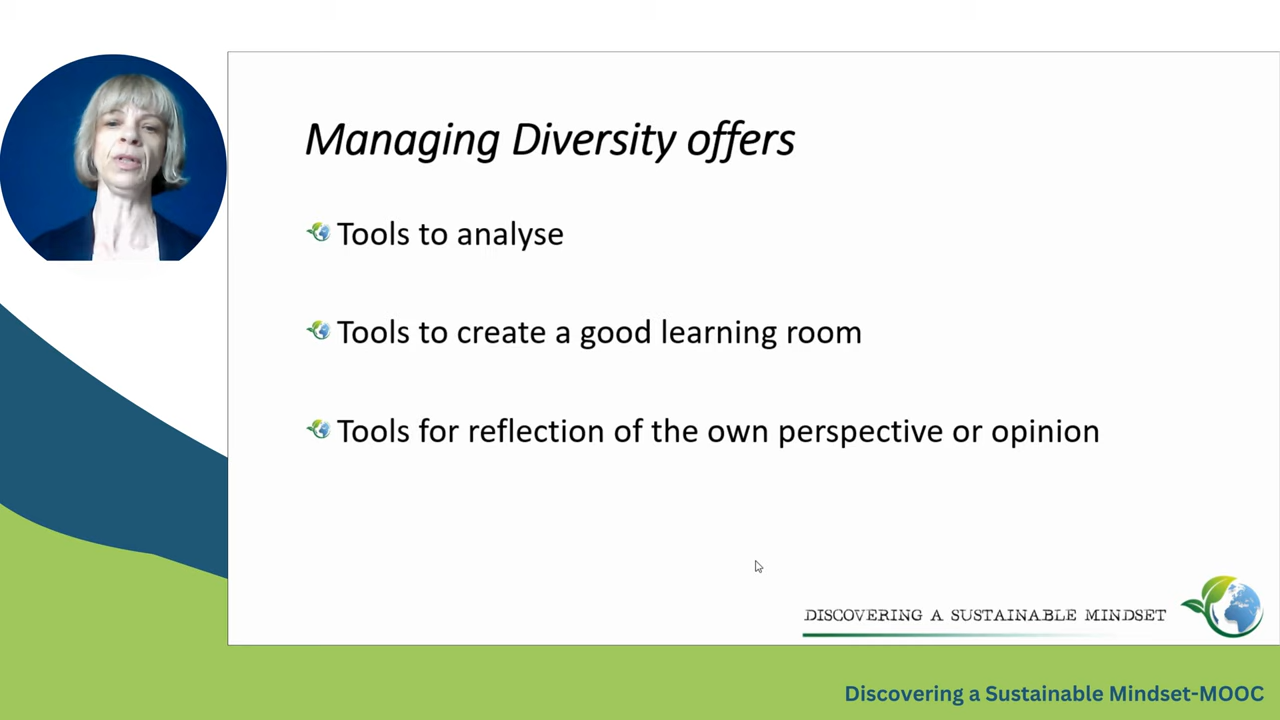 Managing Diversity offers
Tools to analyse
Tools to create a good learning room
Tools for reflection of the own perspective or opinion
DISCOVERING A SUSTAINABLE MINDSET
Discovering a Sustainable Mindset-MOOC